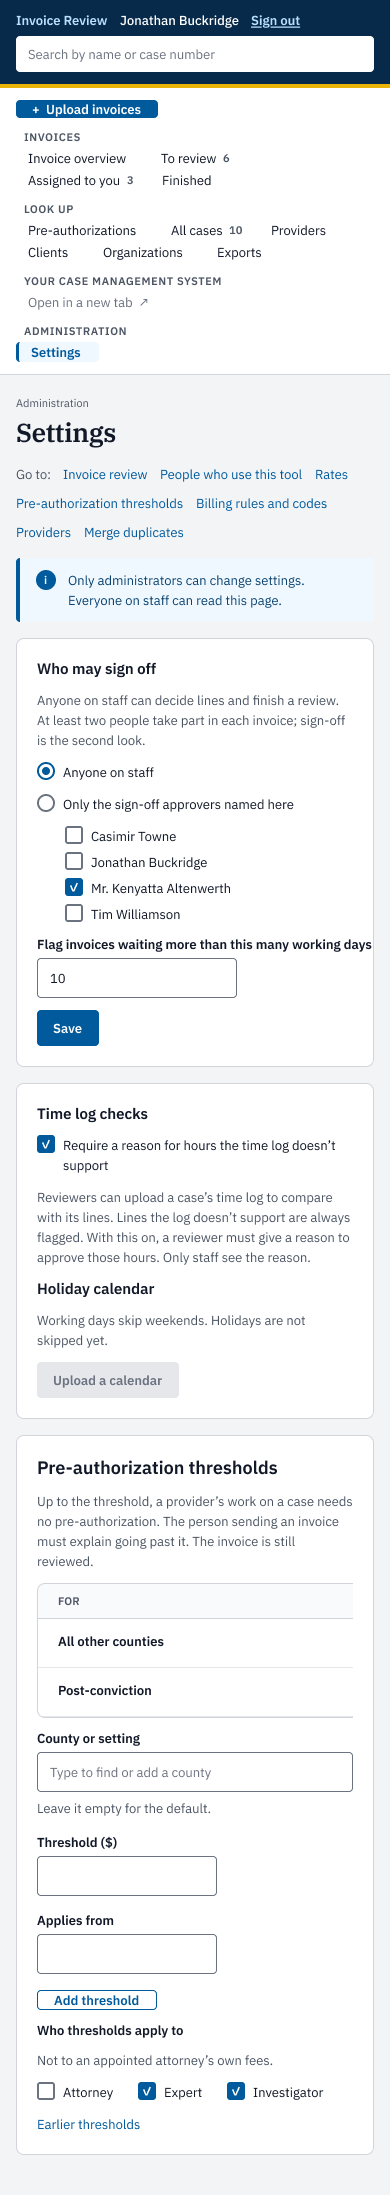 Invoice Review Jonathan Buckridge Sign out
Search by name or case number
+ Upload invoices
INVOICES
Invoice overview To review 6
Assigned to you 3 Finished
LOOK UP
Pre-authorizations All cases 10 Providers
Clients Organizations Exports
YOUR CASE MANAGEMENT SYSTEM
Open in a new tab ↗
ADMINISTRATION
Settings
Administration
Settings
Go to: Invoice review People who use this tool Rates
Pre-authorization thresholds Billing rules and codes
Providers Merge duplicates
Only administrators can change settings.
Everyone on staff can read this page.
Who may sign off
Anyone on staff can decide lines and finish a review.
At least two people take part in each invoice; sign-off
is the second look.
Anyone on staff
Only the sign-off approvers named here
Casimir Towne
Jonathan Buckridge
Mr. Kenyatta Altenwerth
Tim Williamson
Flag invoices waiting more than this many working days
10
Save
Time log checks
Require a reason for hours the time log doesn’t
support
Reviewers can upload a case’s time log to compare
with its lines. Lines the log doesn’t support are always
flagged. With this on, a reviewer must give a reason to
approve those hours. Only staff see the reason.
Holiday calendar
Working days skip weekends. Holidays are not
skipped yet.
Upload a calendar
Pre-authorization thresholds
Up to the threshold, a provider’s work on a case needs
no pre-authorization. The person sending an invoice
must explain going past it. The invoice is still
reviewed.
FOR
All other counties
Post-conviction
County or setting
Type to find or add a county
Leave it empty for the default.
Threshold ($)
Applies from
Add threshold
Who thresholds apply to
Not to an appointed attorney’s own fees.
Attorney Expert Investigator
Earlier thresholds